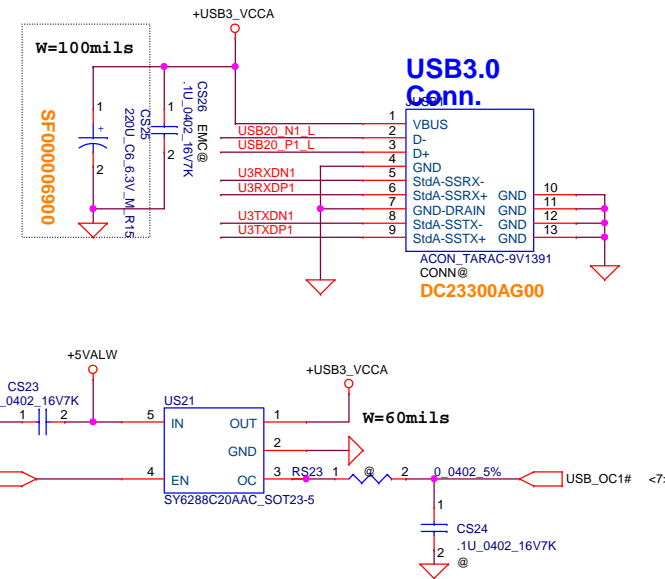 +USB3_VCCA
W=100mils
USB3.0
Conn.
JUSB1
SF000006900
1
+
2
CS25
220U_C6_6.3V_M_R15
1
2
CS26
.1U_0402_16V7K
EMC@
1 VBUS
USB20_N1_L 2 D-
USB20_P1_L 3 D+
4 GND
U3RXDN1 5 StdA-SSRX-
U3RXDP1 6 StdA-SSRX+ GND 10
7 GND-DRAIN GND 11
U3TXDN1 8 StdA-SSTX- GND 12
U3TXDP1 9 StdA-SSTX+ GND 13
ACON_TARAC-9V1391
CONN@
DC23300AG00
+5VALW
+USB3_VCCA
CS23
_0402_16V7K
1 2
US21
5 IN OUT 1
W=60mils
GND 2
4 EN OC 3
RS23 1 @ 2 0_0402_5%
USB_OC1# <7
SY6288C20AAC_SOT23-5
1
CS24
.1U_0402_16V7K
2 @